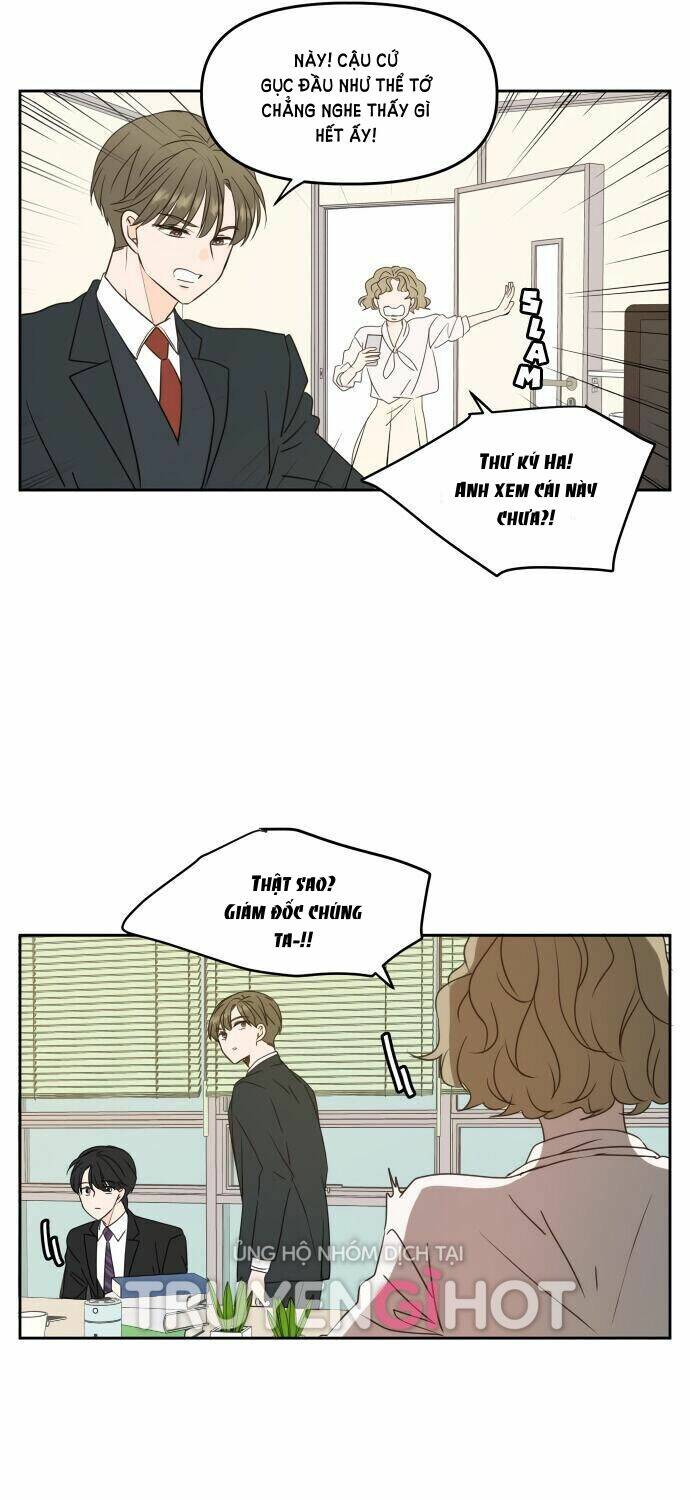 NÀY! CẬU CỨ
GỤC ĐẦU NHƯ THỂ TỚ
CHẲNG NGHE THẤY GÌ
HẾT ẤY!
SLAM
THƯ KÝ HA!
ANH XEM CÁI NÀY
CHƯA?!
THẬT SAO?
GIÁM ĐỐC CHÚNG
TA-!!
ỦNG HỘ NHÓM DỊCH TẠI
TRUYENGIHOT